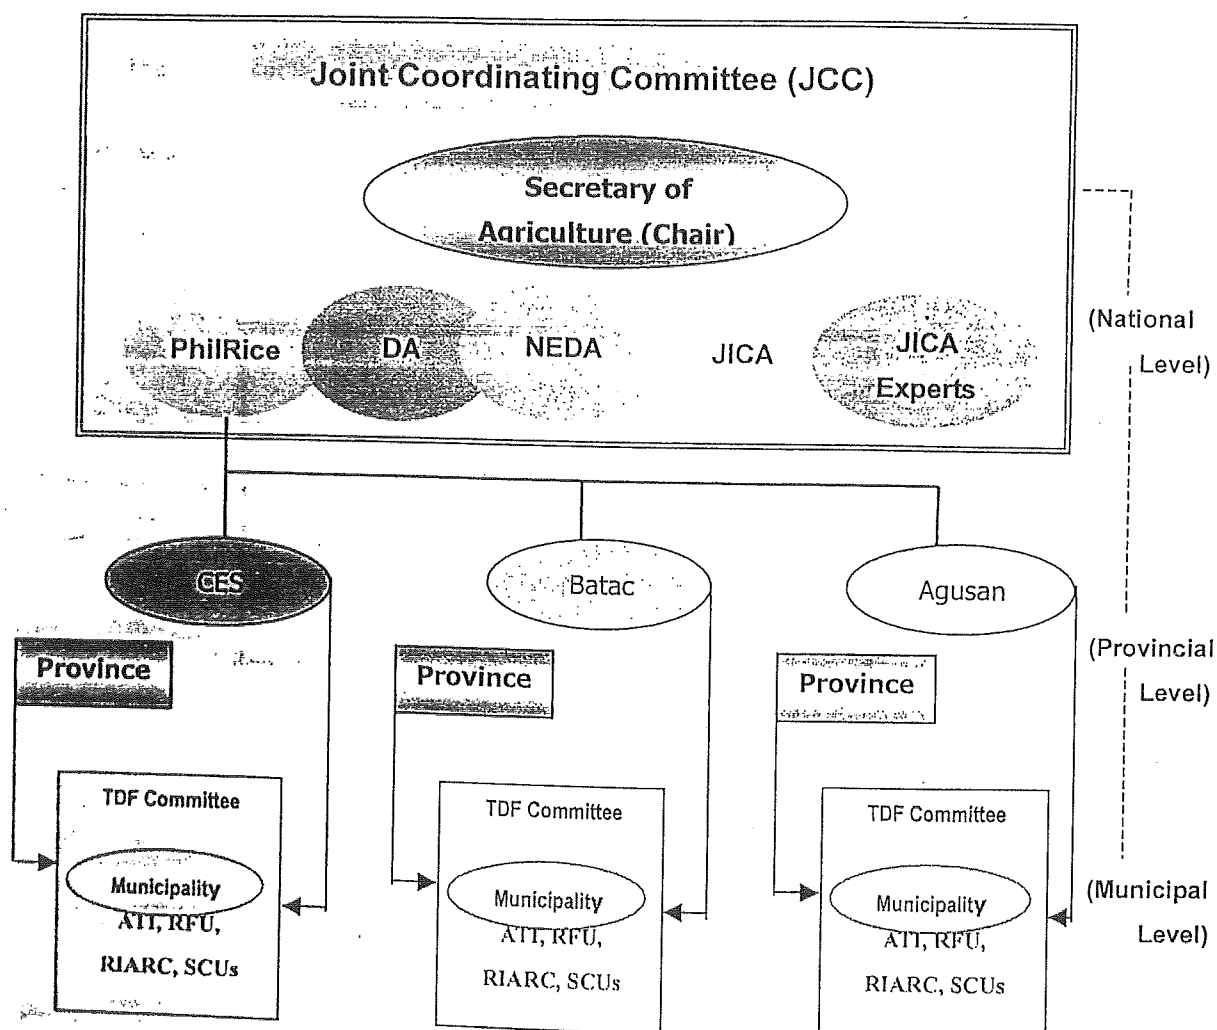 Joint Coordinating Committee (JCC)
Secretary of
Agriculture (Chair)
PhilRice
DA
NEDA
JICA
JICA
Experts
(National
Level)
CES
Batac
Agusan
Province
Province
Province
(Provincial
Level)
TDF Committee
Municipality
ATI, RFU,
RIARC, SCUs
TDF Committee
Municipality
ATI, RFU,
RIARC, SCUs
TDF Committee
Municipality
ATI, RFU,
RIARC, SCUs
(Municipal
Level)